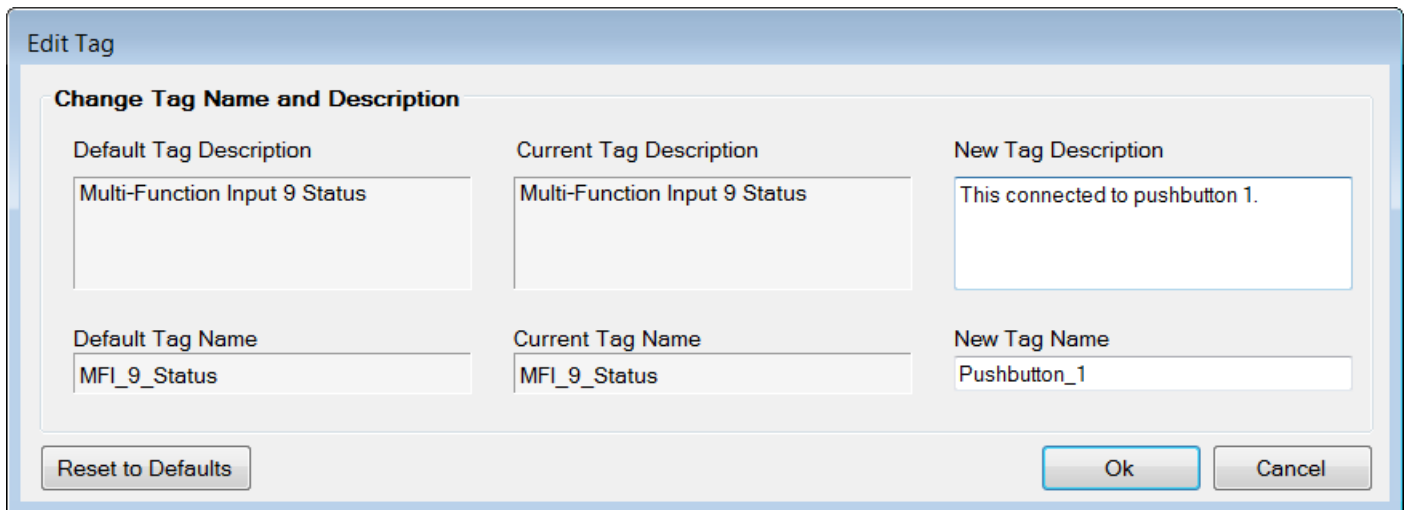 Edit Tag
Change Tag Name and Description
Default Tag Description
Current Tag Description
New Tag Description
Multi-Function Input 9 Status
Multi-Function Input 9 Status
This connected to pushbutton 1.
Default Tag Name
Current Tag Name
New Tag Name
MFI_9_Status
MFI_9_Status
Pushbutton_1
Reset to Defaults
Ok
Cancel